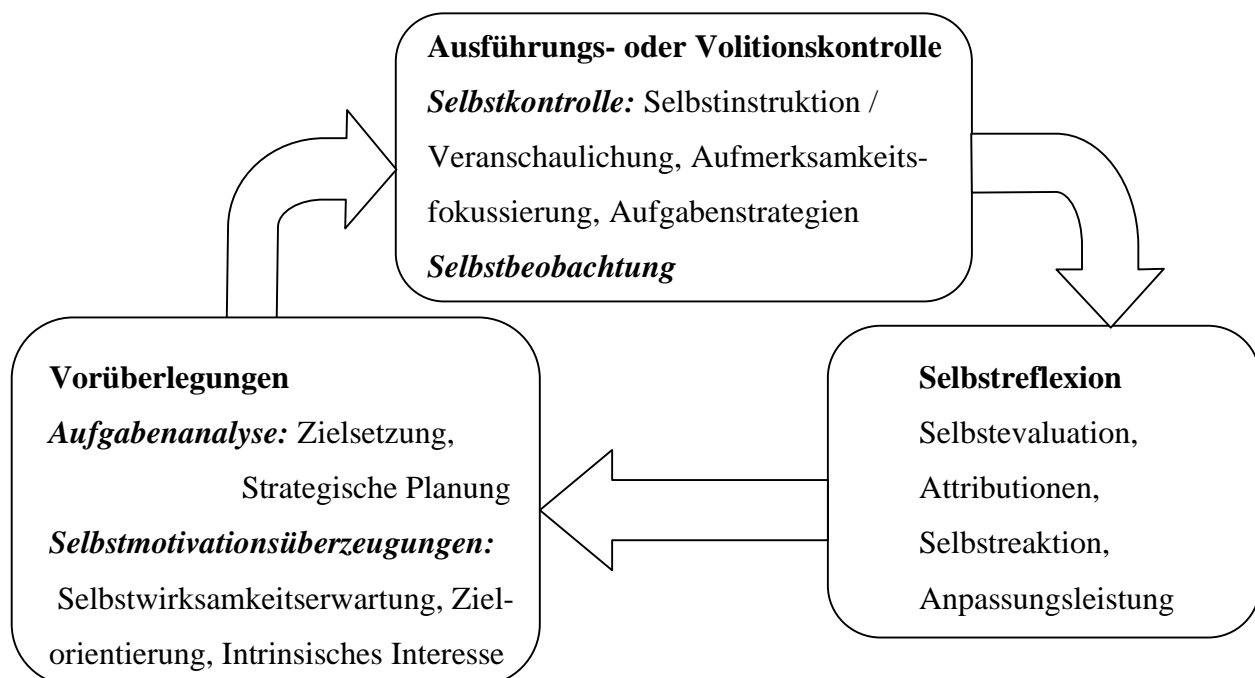 Ausführungs- oder Volitionskontrolle
Selbstkontrolle: Selbstinstruktion /
Veranschaulichung, Aufmerksamkeits-
fokussierung, Aufgabenstrategien
Selbstbeobachtung
Vorüberlegungen
Aufgabenanalyse: Zielsetzung,
Strategische Planung
Selbstmotivationsüberzeugungen:
Selbstwirksamkeitserwartung, Ziel-
orientierung, Intrinsisches Interesse
Selbstreflexion
Selbstevaluation,
Attributionen,
Selbstreaktion,
Anpassungsleistung